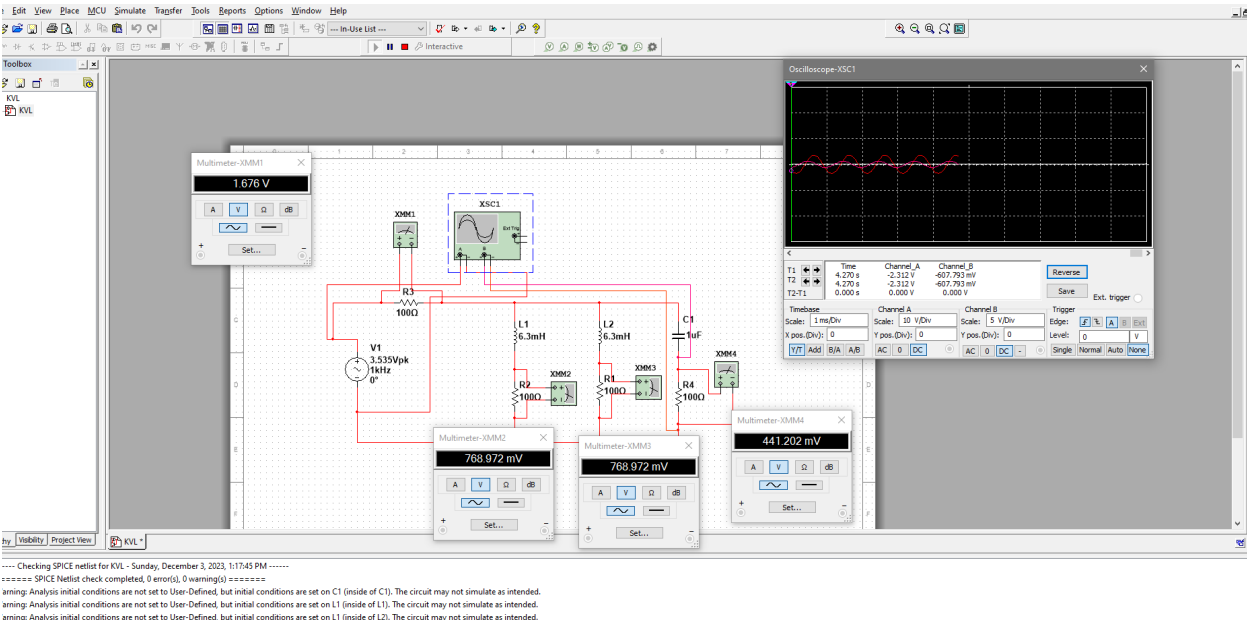 Edit View Place MCU Simulate Transfer Tools Reports Options Window Help
--- In-Use List ---
Interactive
Toolbox
KVL
KVL
Oscilloscope-XSC1
Multimeter-XMM1
1.676 V
A V Ω dB
Set...
+ −
XMM1
XSC1
Ext Trig
A B
R3
100Ω
V1
3.535Vpk
1kHz
0°
L1
6.3mH
L2
6.3mH
C1
1uF
R2
100Ω
XMM2
R1
100Ω
XMM3
R4
100Ω
XMM4
T1
T2
T2-T1
Time Channel_A Channel_B
4.270 s -2.312 V -607.793 mV
4.270 s -2.312 V -607.793 mV
0.000 s 0.000 V 0.000 V
Reverse
Save
Ext. trigger
Timebase
Scale: 1 ms/Div
X pos.(Div): 0
Y/T Add B/A A/B
Channel A
Scale: 10 V/Div
Y pos.(Div): 0
AC 0 DC
Channel B
Scale: 5 V/Div
Y pos.(Div): 0
AC 0 DC -
Trigger
Edge: A B Ext
Level: 0 V
Single Normal Auto None
Multimeter-XMM2
768.972 mV
A V Ω dB
Set...
+ −
Multimeter-XMM3
768.972 mV
A V Ω dB
Set...
+ −
Multimeter-XMM4
441.202 mV
A V Ω dB
Set...
+ −
Visibility Project View
KVL *
---- Checking SPICE netlist for KVL - Sunday, December 3, 2023, 1:17:45 PM ------
====== SPICE Netlist check completed, 0 error(s), 0 warning(s) =======
arning: Analysis initial conditions are not set to User-Defined, but initial conditions are set on C1 (inside of C1). The circuit may not simulate as intended.
arning: Analysis initial conditions are not set to User-Defined, but initial conditions are set on L1 (inside of L1). The circuit may not simulate as intended.
arning: Analysis initial conditions are not set to User-Defined, but initial conditions are set on L1 (inside of L2). The circuit may not simulate as intended.